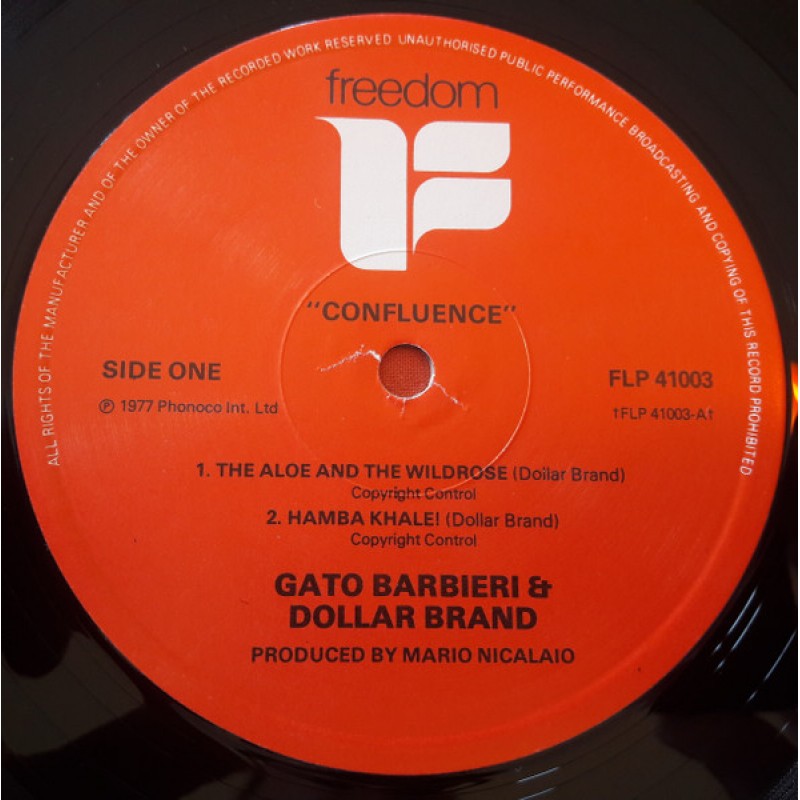 ALL RIGHTS OF THE MANUFACTURER AND OF THE OWNER OF THE RECORDED WORK RESERVED UNAUTHORISED PUBLIC PERFORMANCE BROADCASTING AND COPYING OF THIS RECORD PROHIBITED
freedom
F
"CONFLUENCE"
SIDE ONE
FLP 41003
℗ 1977 Phonoco Int. Ltd
†FLP 41003-A†
1. THE ALOE AND THE WILDROSE (Dollar Brand)
Copyright Control
2. HAMBA KHALE! (Dollar Brand)
Copyright Control
GATO BARBIERI &
DOLLAR BRAND
PRODUCED BY MARIO NICALAIO